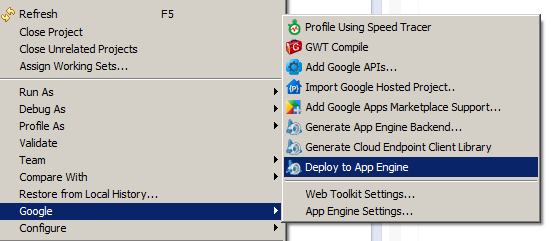 Refresh F5
Close Project
Close Unrelated Projects
Assign Working Sets...
Run As
Debug As
Profile As
Validate
Team
Compare With
Restore from Local History...
Google
Configure
Profile Using Speed Tracer
GWT Compile
Add Google APIs...
Import Google Hosted Project..
Add Google Apps Marketplace Support...
Generate App Engine Backend...
Generate Cloud Endpoint Client Library
Deploy to App Engine
Web Toolkit Settings...
App Engine Settings...